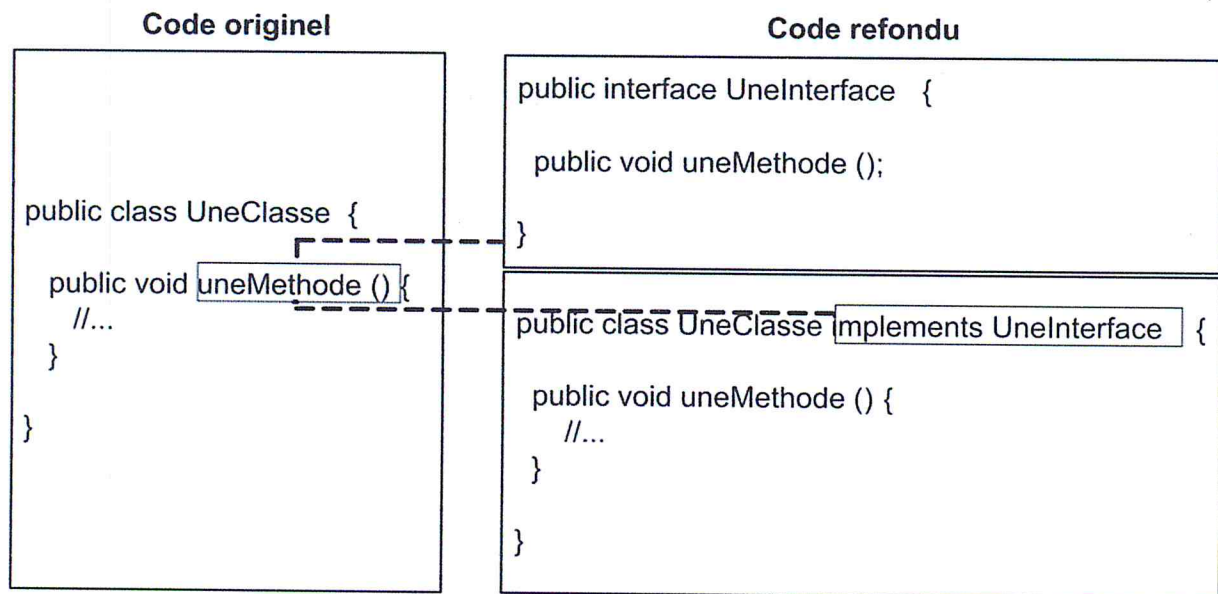 Code originel
public class UneClasse {
public void uneMethode () {
//...
}
}
Code refondu
public interface UneInterface {
public void uneMethode ();
}
public class UneClasse implements UneInterface {
public void uneMethode () {
//...
}
}